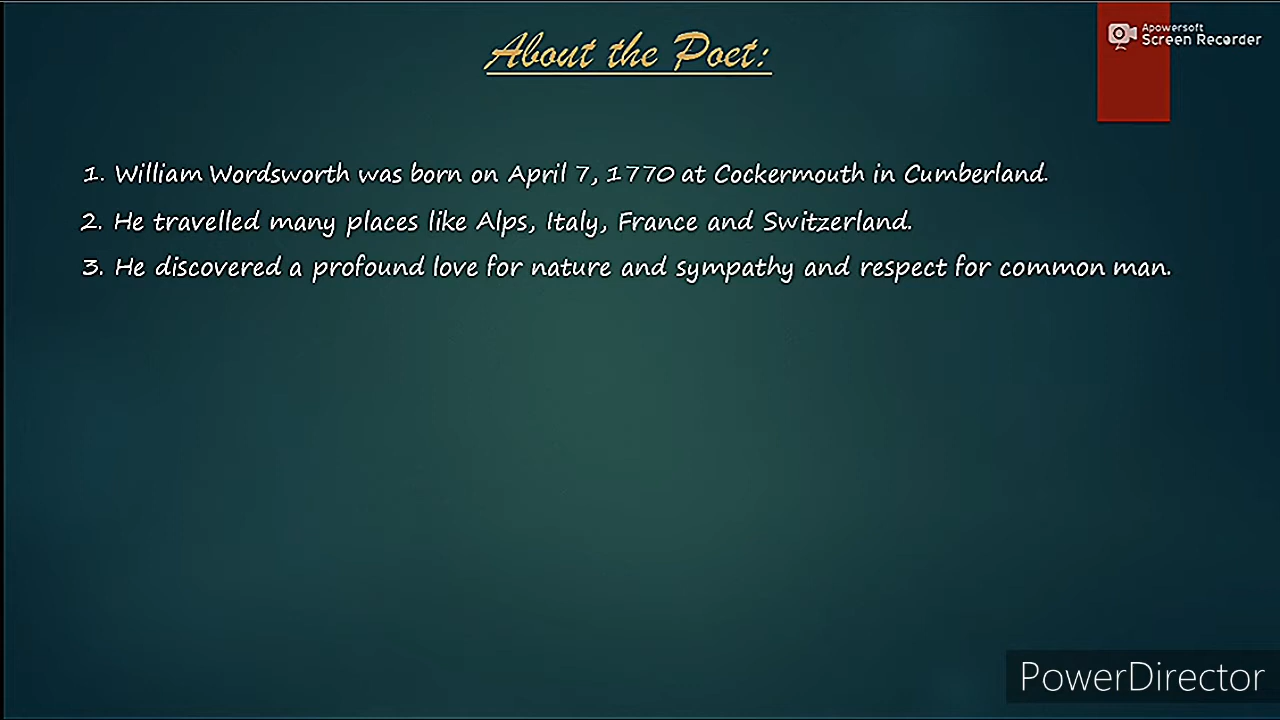 About the Poet:
Apowersoft
Screen Recorder
1. William Wordsworth was born on April 7, 1770 at Cockermouth in Cumberland.
2. He travelled many places like Alps, Italy, France and Switzerland.
3. He discovered a profound love for nature and sympathy and respect for common man.
PowerDirector